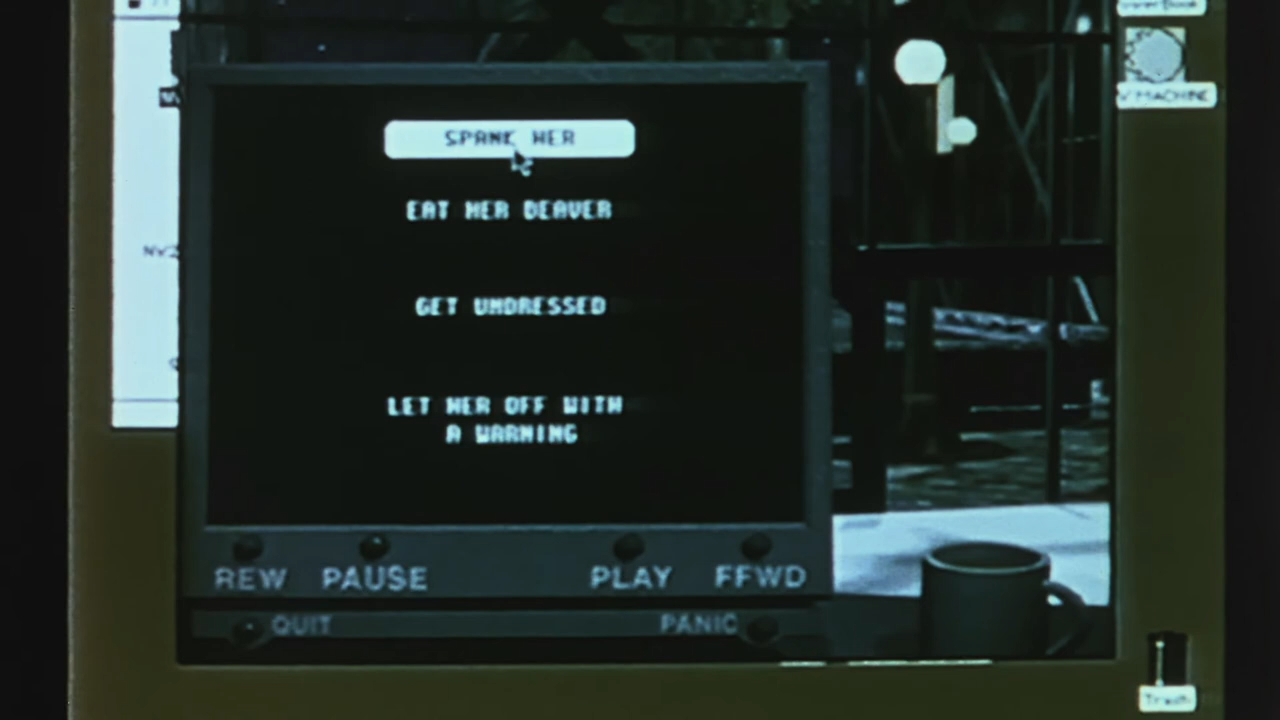 V.MACHINE
SPANK HER
EAT HER BEAVER
GET UNDRESSED
LET HER OFF WITH
A WARNING
REW PAUSE PLAY FFWD
QUIT PANIC
Trash